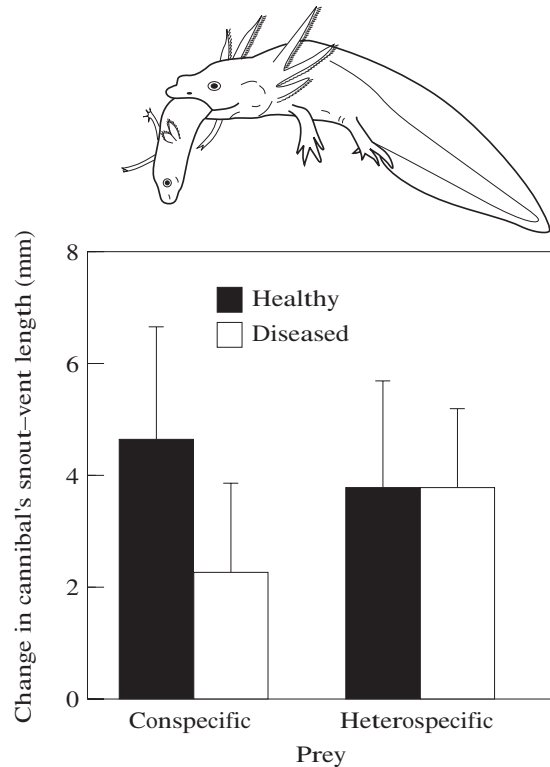 8
6
4
2
0
Change in cannibal's snout–vent length (mm)
Healthy
Diseased
Conspecific
Heterospecific
Prey